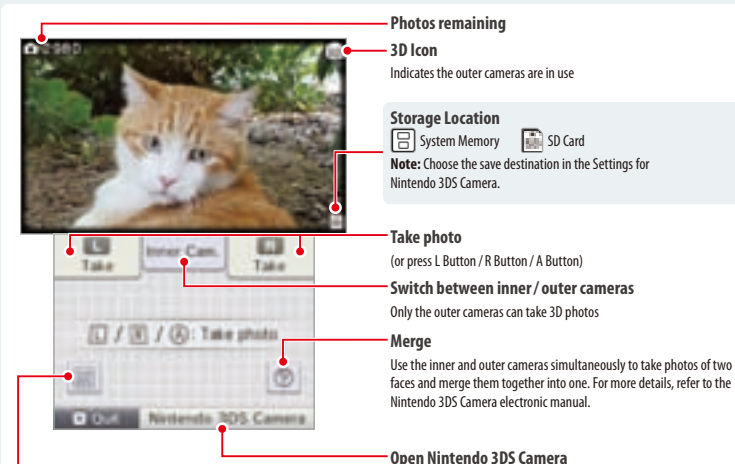 Photos remaining
3D Icon
Indicates the outer cameras are in use
Storage Location
System Memory SD Card
Note: Choose the save destination in the Settings for
Nintendo 3DS Camera.
Take photo
(or press L Button / R Button / A Button)
Switch between inner / outer cameras
Only the outer cameras can take 3D photos
Merge
Use the inner and outer cameras simultaneously to take photos of two
faces and merge them together into one. For more details, refer to the
Nintendo 3DS Camera electronic manual.
Open Nintendo 3DS Camera
L Inner Cam. R
Take Take
L / R / A : Take photo
Quit Nintendo 3DS Camera